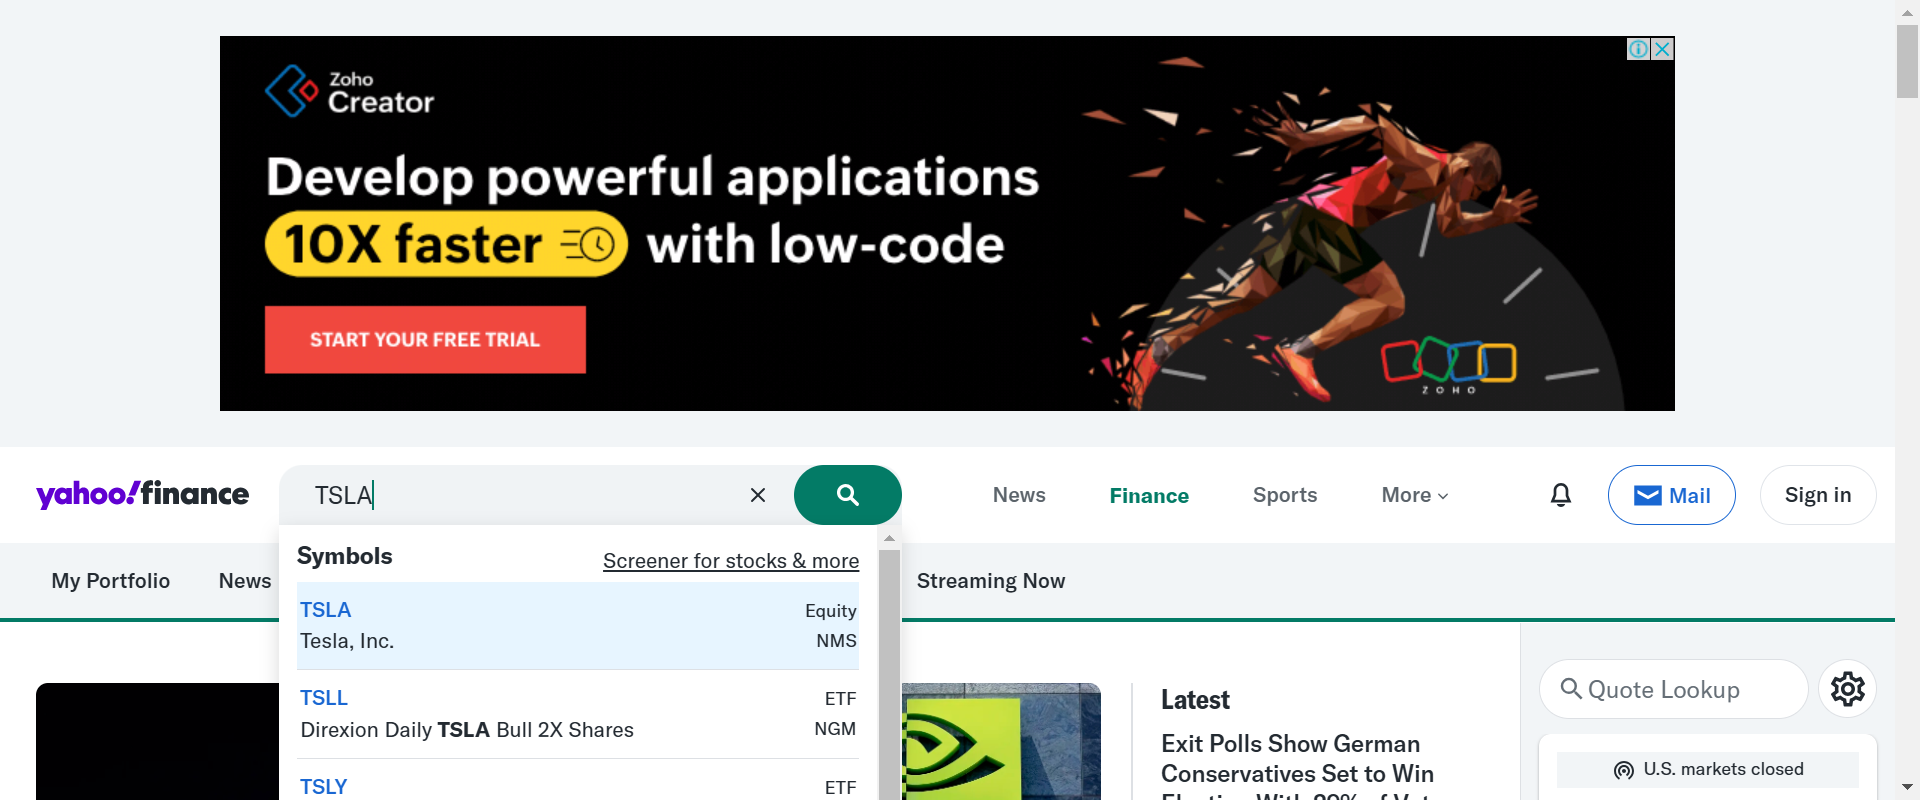 Zoho
Creator
Develop powerful applications
10X faster with low-code
START YOUR FREE TRIAL
ZOHO
yahoo!finance
TSLA
News
Finance
Sports
More
Mail
Sign in
My Portfolio
News
Streaming Now
Symbols
Screener for stocks & more
TSLA Equity
Tesla, Inc. NMS
TSLL ETF
Direxion Daily TSLA Bull 2X Shares NGM
TSLY ETF
Latest
Exit Polls Show German
Conservatives Set to Win
Quote Lookup
U.S. markets closed